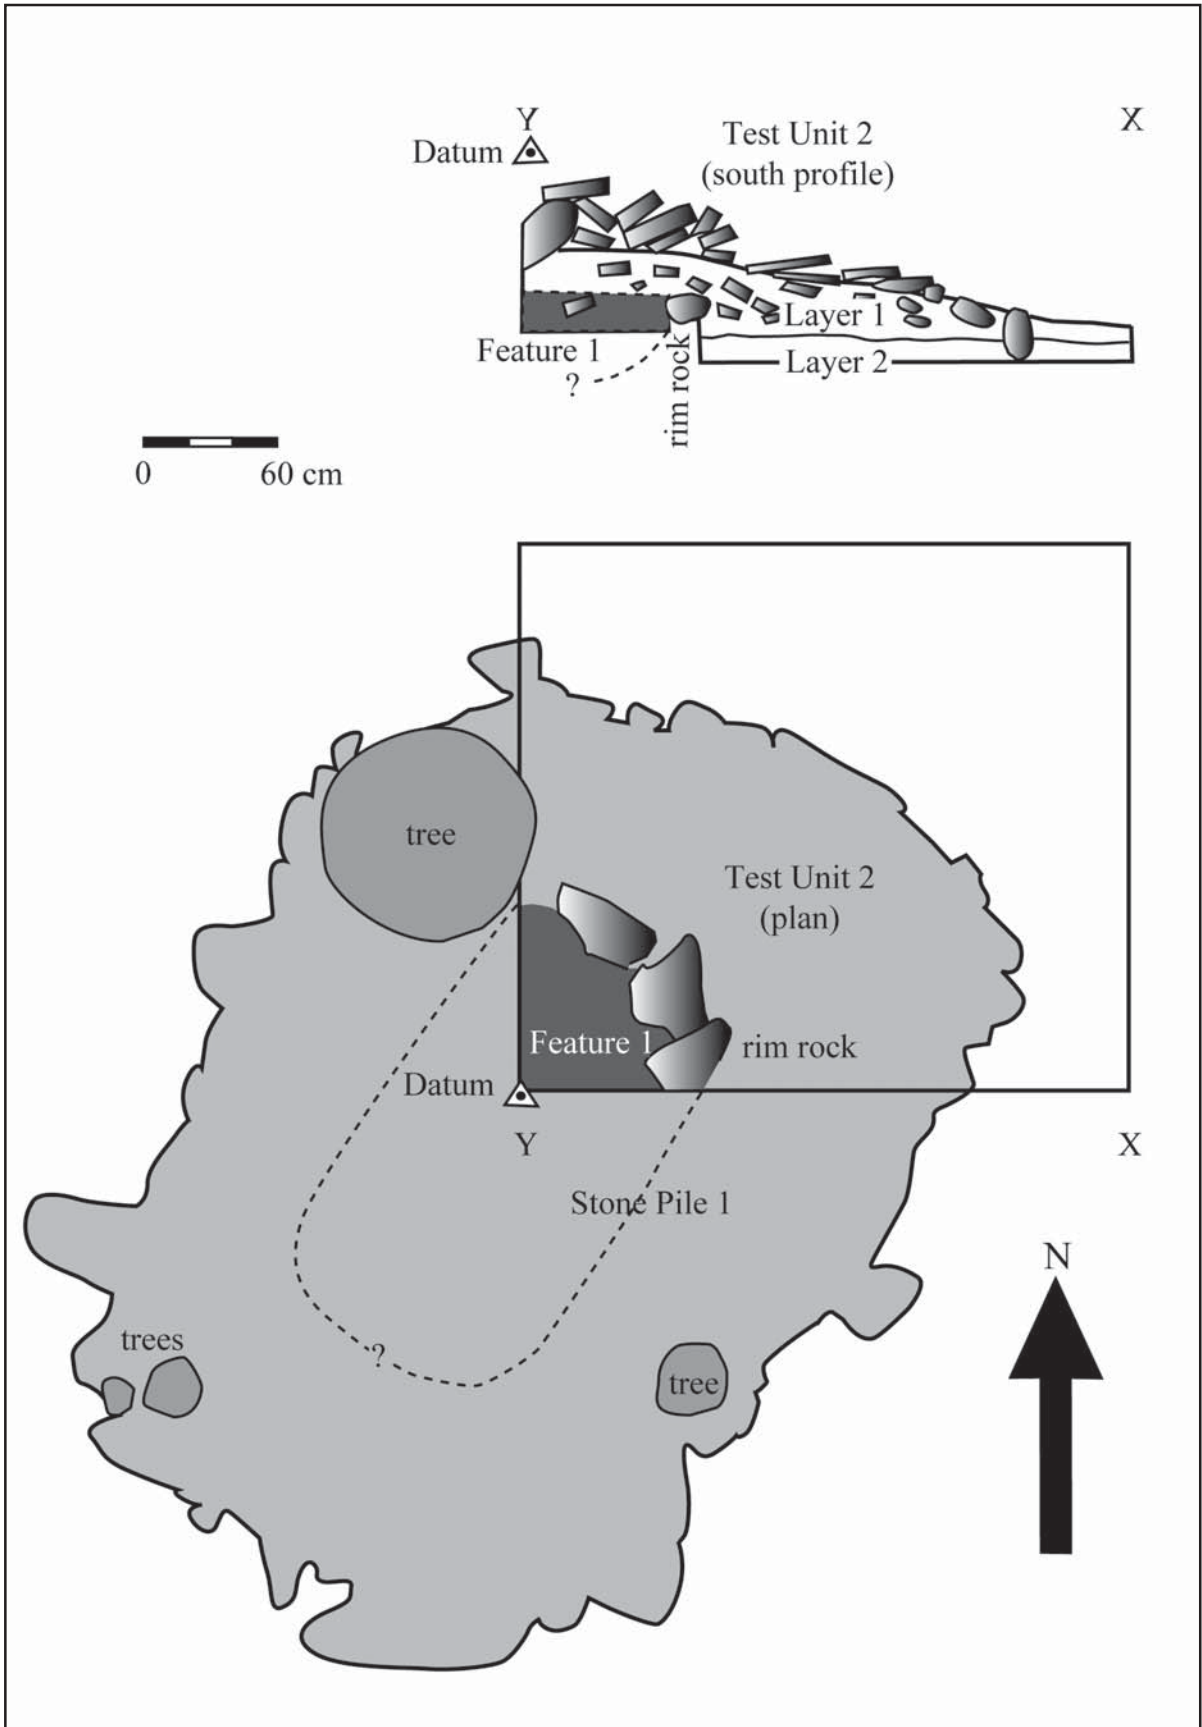 Y
X
Datum
Test Unit 2
(south profile)
Layer 1
Feature 1
Layer 2
?
rim rock
0
60 cm
tree
Test Unit 2
(plan)
Feature 1
rim rock
Datum
Y
X
Stone Pile 1
N
trees
?
tree